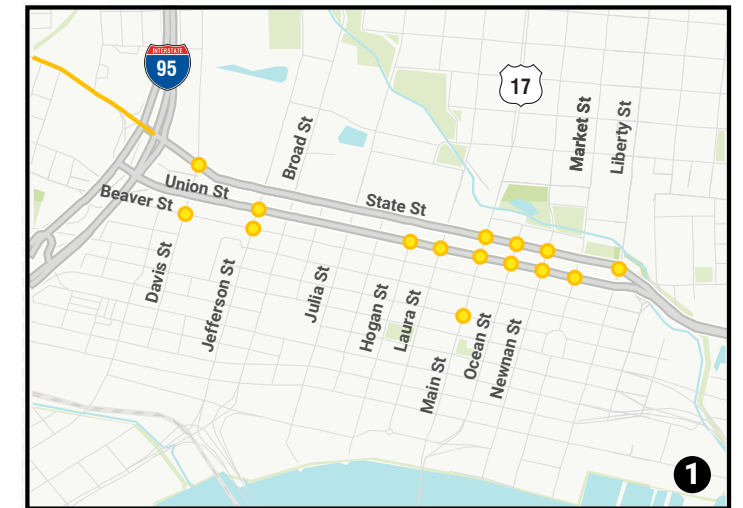 INTERSTATE
95
17
Broad St
Market St
Liberty St
Union St
Beaver St
State St
Davis St
Jefferson St
Julia St
Hogan St
Laura St
Main St
Ocean St
Newnan St
1